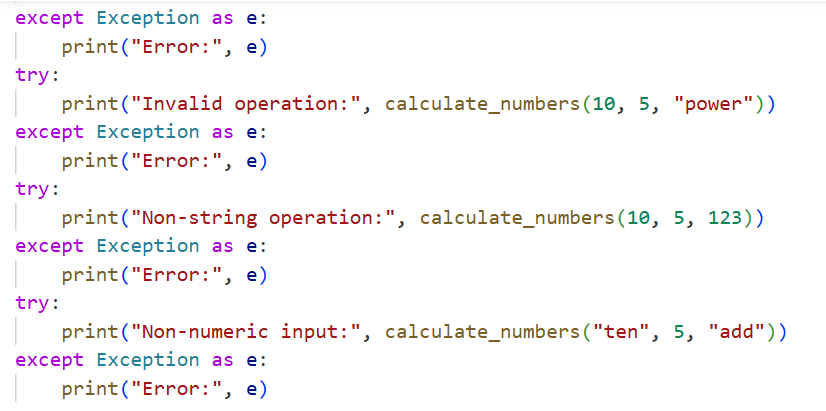 except Exception as e:
    print("Error:", e)
try:
    print("Invalid operation:", calculate_numbers(10, 5, "power"))
except Exception as e:
    print("Error:", e)
try:
    print("Non-string operation:", calculate_numbers(10, 5, 123))
except Exception as e:
    print("Error:", e)
try:
    print("Non-numeric input:", calculate_numbers("ten", 5, "add"))
except Exception as e:
    print("Error:", e)